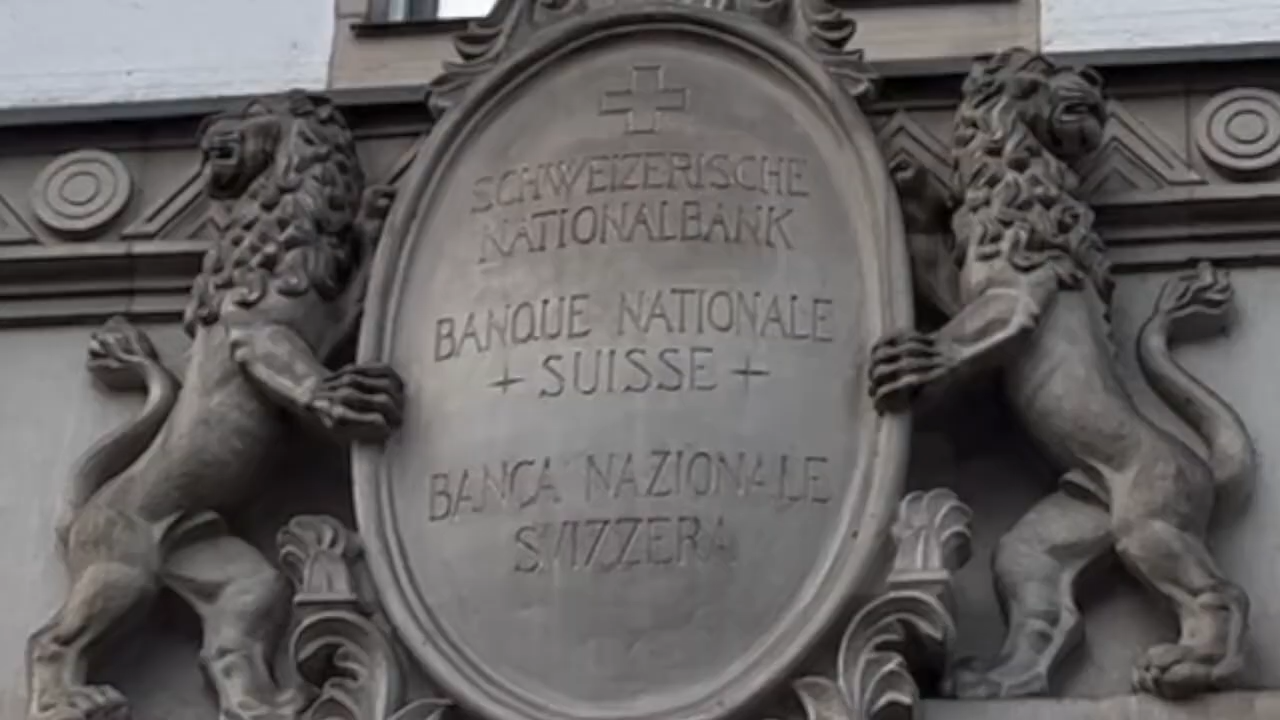 SCHWEIZERISCHE
NATIONALBANK
BANQUE NATIONALE
+ SUISSE +
BANCA NAZIONALE
SVIZZERA